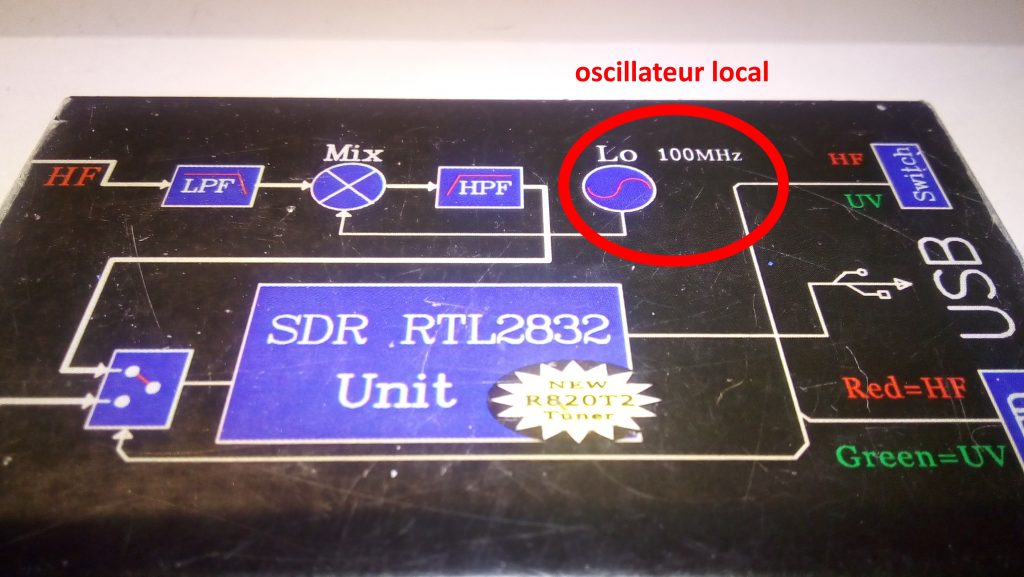 oscillateur local
Mix
Lo 100MHz
HF
LPF
HPF
HF
UV
Switch
USB
SDR RTL2832
Unit
NEW
R820T2
Tuner
Red=HF
Green=UV